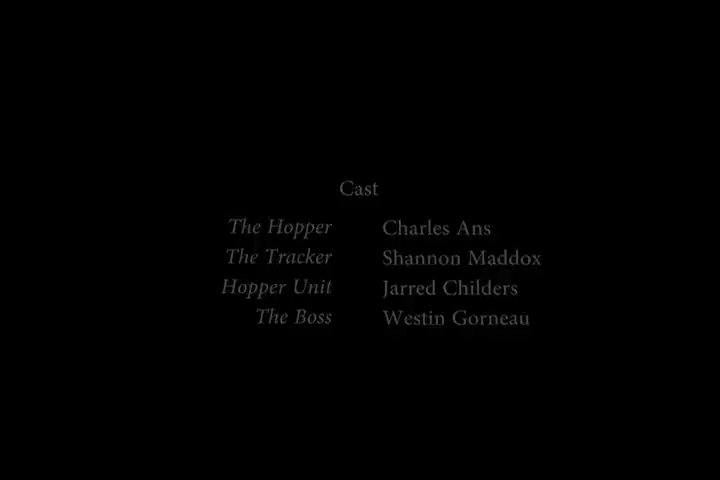 Cast
The Hopper Charles Ans
The Tracker Shannon Maddox
Hopper Unit Jarred Childers
The Boss Westin Gorneau